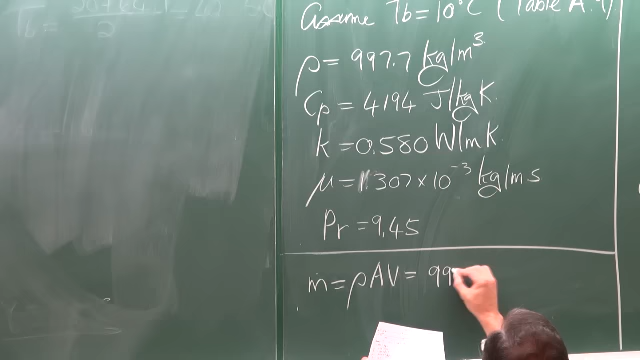 Assume Tb=10°C (Table A.9)
ρ = 997.7 kg/m³
Cp = 4194 J/kgK
k = 0.580 W/mK
μ = 1.307×10⁻³ kg/ms
Pr = 9.45
ṁ = ρAV = 99